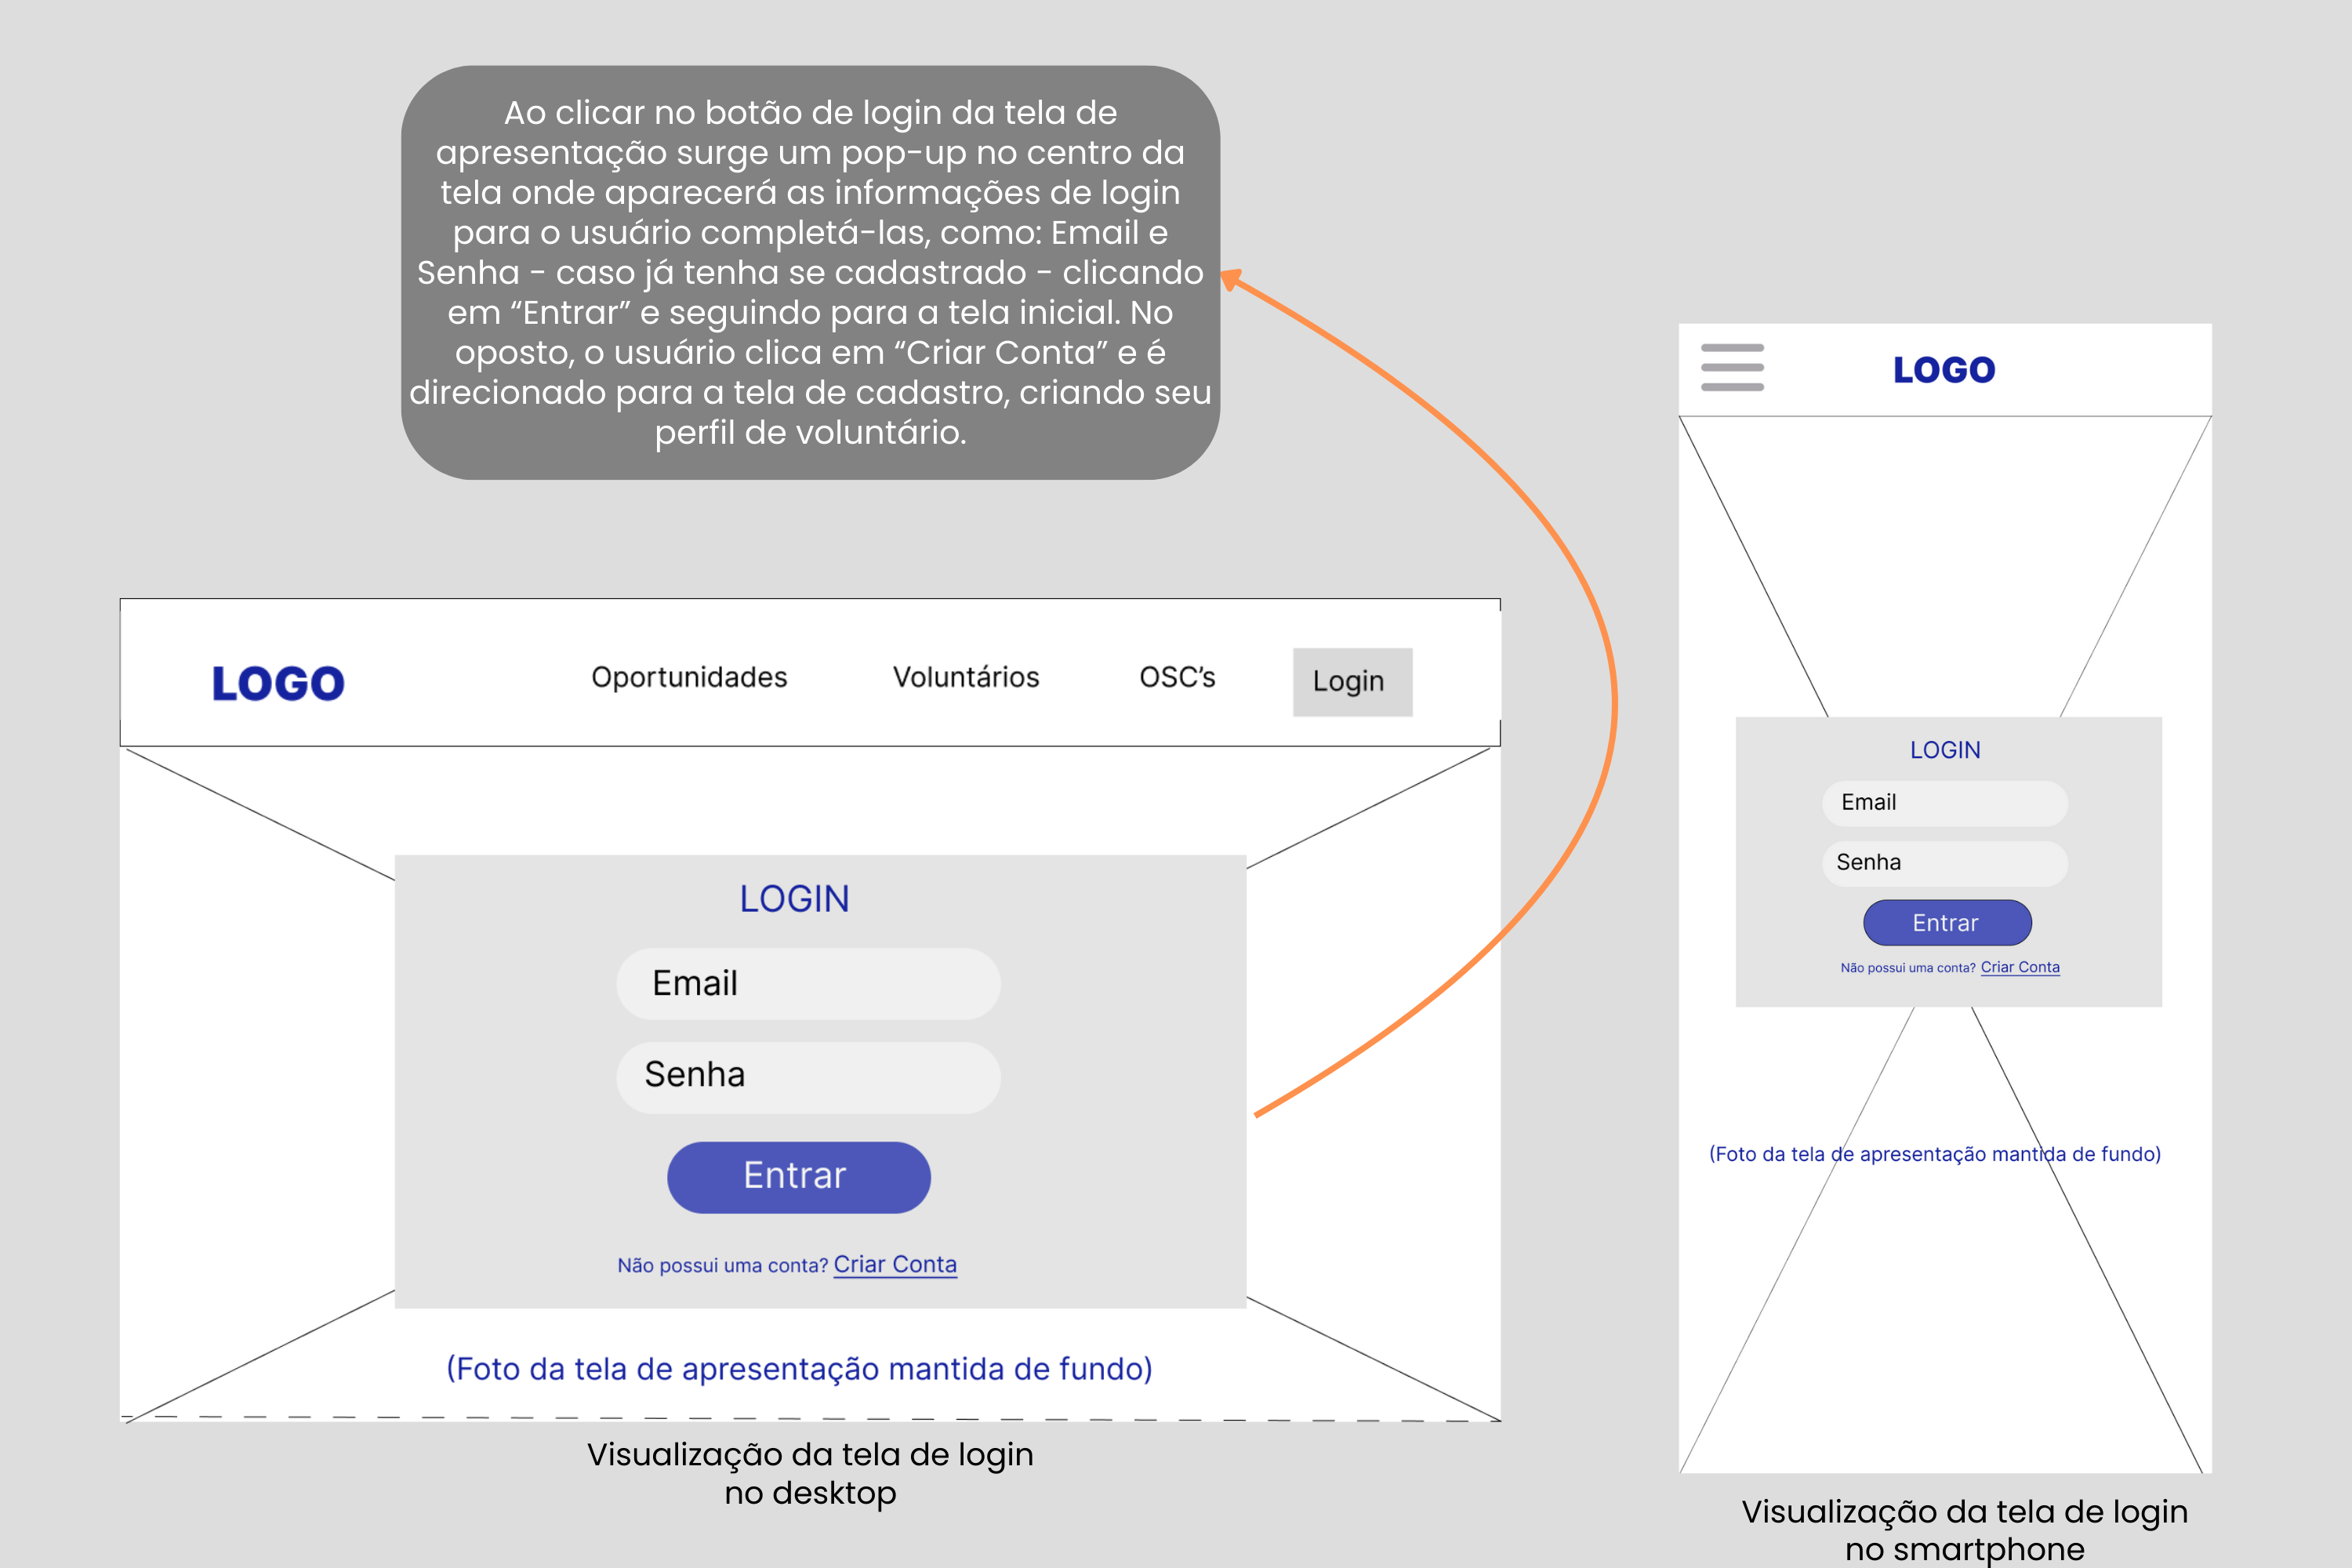 Ao clicar no botão de login da tela de
apresentação surge um pop-up no centro da
tela onde aparecerá as informações de login
para o usuário completá-las, como: Email e
Senha - caso já tenha se cadastrado - clicando
em “Entrar” e seguindo para a tela inicial. No
oposto, o usuário clica em “Criar Conta” e é
direcionado para a tela de cadastro, criando seu
perfil de voluntário.
LOGO
Oportunidades
Voluntários
OSC’s
Login
LOGIN
Email
Senha
Entrar
Não possui uma conta? Criar Conta
(Foto da tela de apresentação mantida de fundo)
Visualização da tela de login
no desktop
LOGO
LOGIN
Email
Senha
Entrar
Não possui uma conta? Criar Conta
(Foto da tela de apresentação mantida de fundo)
Visualização da tela de login
no smartphone